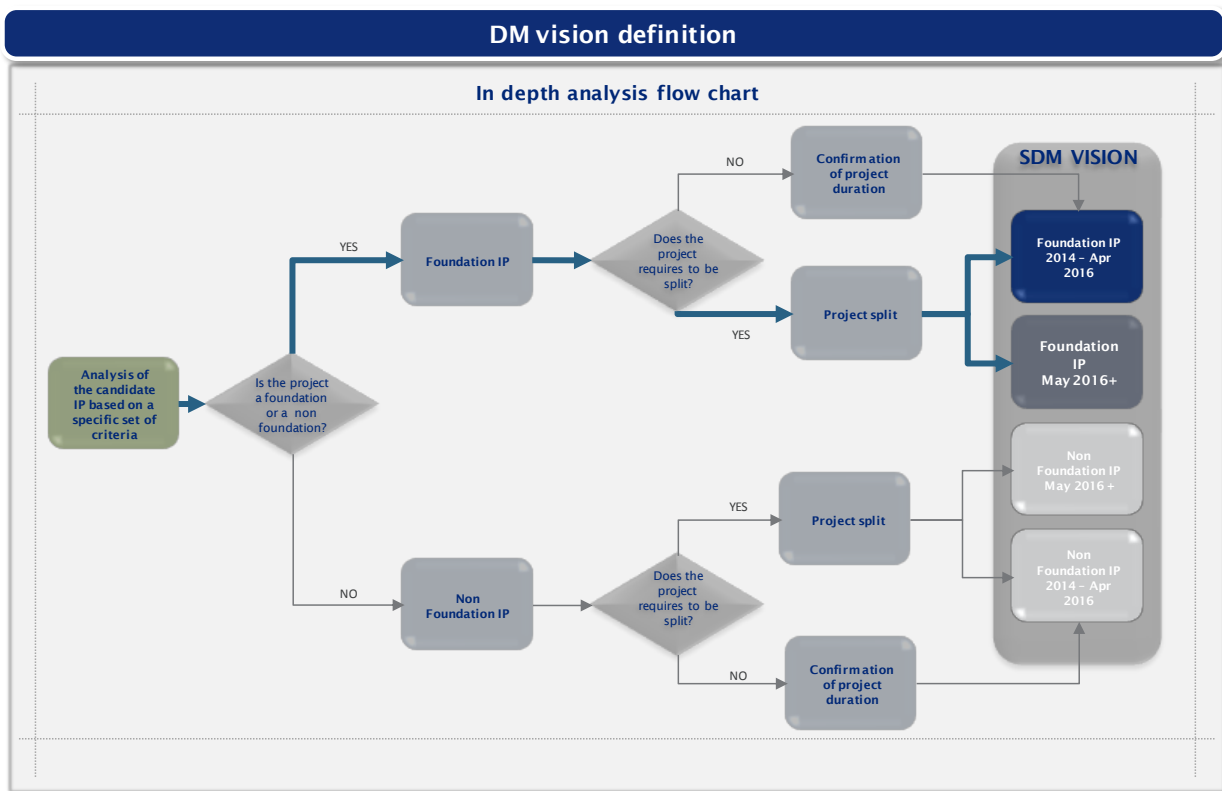 DM vision definition
In depth analysis flow chart
Analysis of
the candidate
IP based on a
specific set of
criteria
Is the project
a foundation
or a non
foundation?
YES
Foundation IP
Does the
project
requires to be
split?
NO
Confirmation
of project
duration
YES
Project split
SDM VISION
Foundation IP
2014 – Apr
2016
Foundation
IP
May 2016+
Non
Foundation IP
May 2016 +
Non
Foundation IP
2014 – Apr
2016
NO
Non
Foundation IP
Does the
project
requires to be
split?
YES
Project split
NO
Confirmation
of project
duration